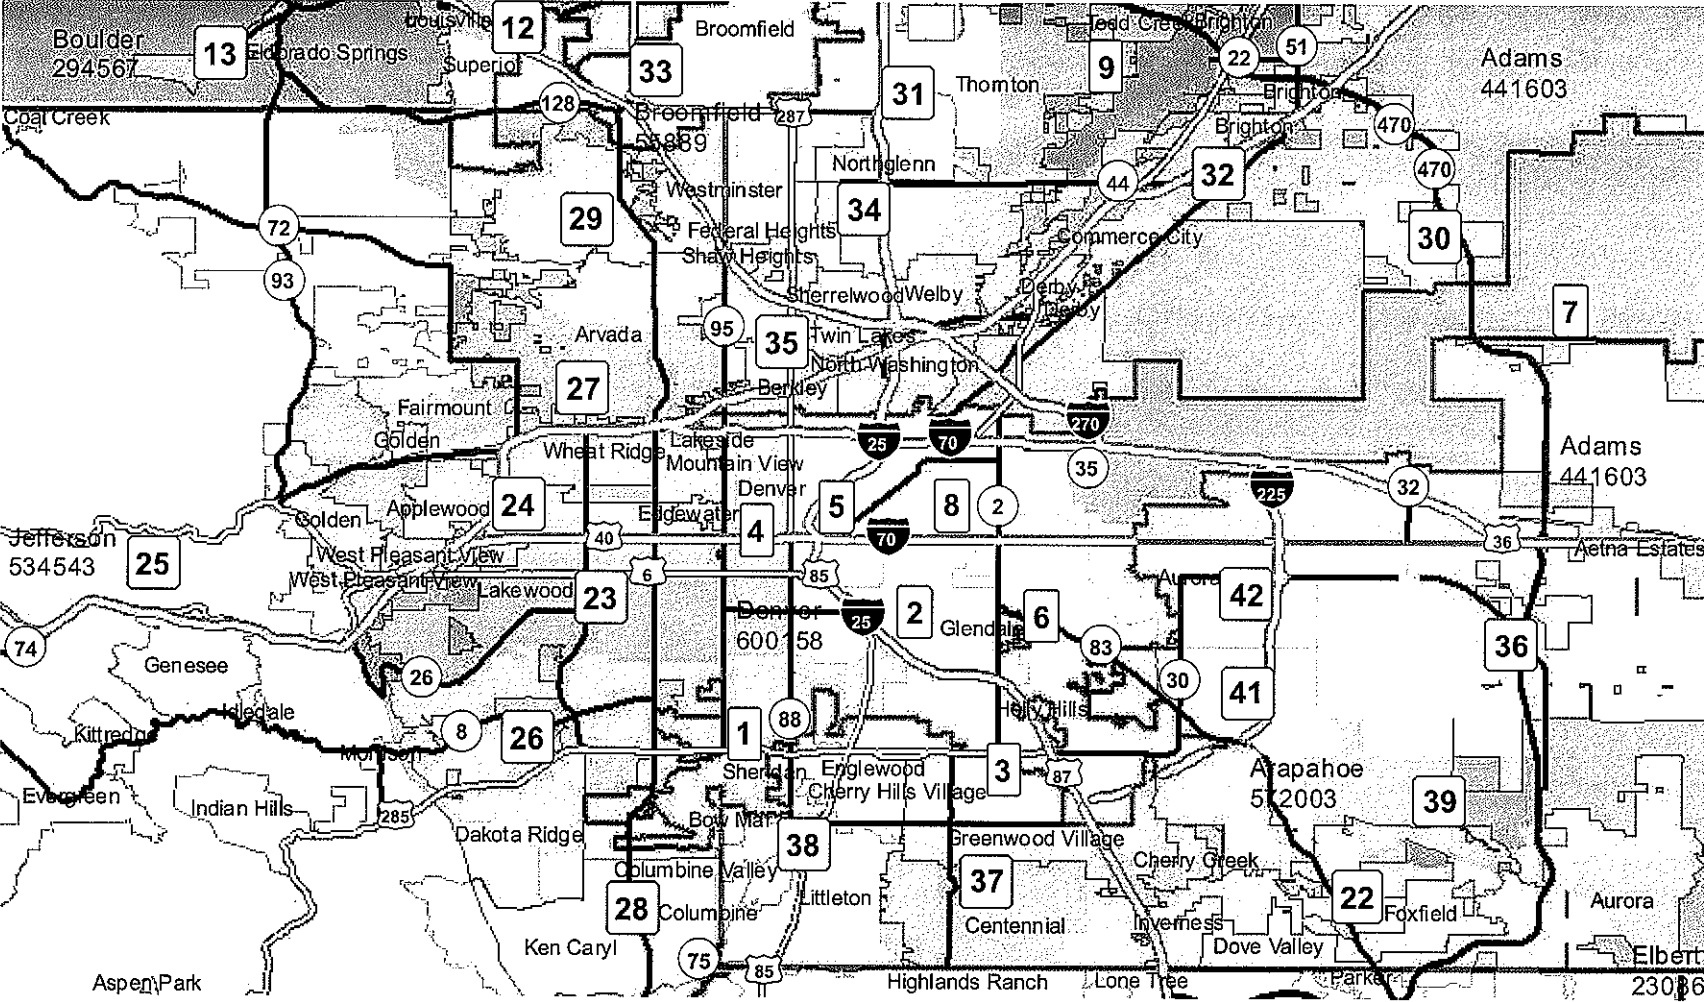 Louisville
12
Broomfield
Todd Creek
Brighton
Boulder
294567
13
Eldorado Springs
Superior
33
9
22
51
Adams
441603
31
Thornton
Brighton
128
Broomfield
55889
287
Coal Creek
470
Brighton
Northglenn
470
32
44
Westminster
34
29
72
Federal Heights
Commerce City
30
Shaw Heights
93
Derby
Sherrelwood
Welby
Derby
7
95
Arvada
35
Twin Lakes
North Washington
27
Berkley
Fairmount
270
Golden
Lakeside
25
70
Wheat Ridge
Mountain View
35
Adams
441603
Denver
225
32
24
Applewood
5
8
2
Golden
Edgewater
4
40
70
36
Jefferson
534543
25
West Pleasant View
Aetna Estates
West Pleasant View
6
85
Aurora
Lakewood
23
42
Denver
600158
25
2
Glendale
6
74
83
36
Genesee
26
30
41
Idledale
Holly Hills
Kittredge
8
26
1
88
Morrison
Sheridan
Englewood
3
87
Arapahoe
572003
Evergreen
Cherry Hills Village
39
Indian Hills
285
Bow Mar
Dakota Ridge
38
Greenwood Village
Cherry Creek
Columbine Valley
37
28
Columbine
Littleton
22
Foxfield
Aurora
Centennial
Inverness
Ken Caryl
Dove Valley
75
85
Elbert
Aspen Park
Highlands Ranch
Lone Tree
Parker